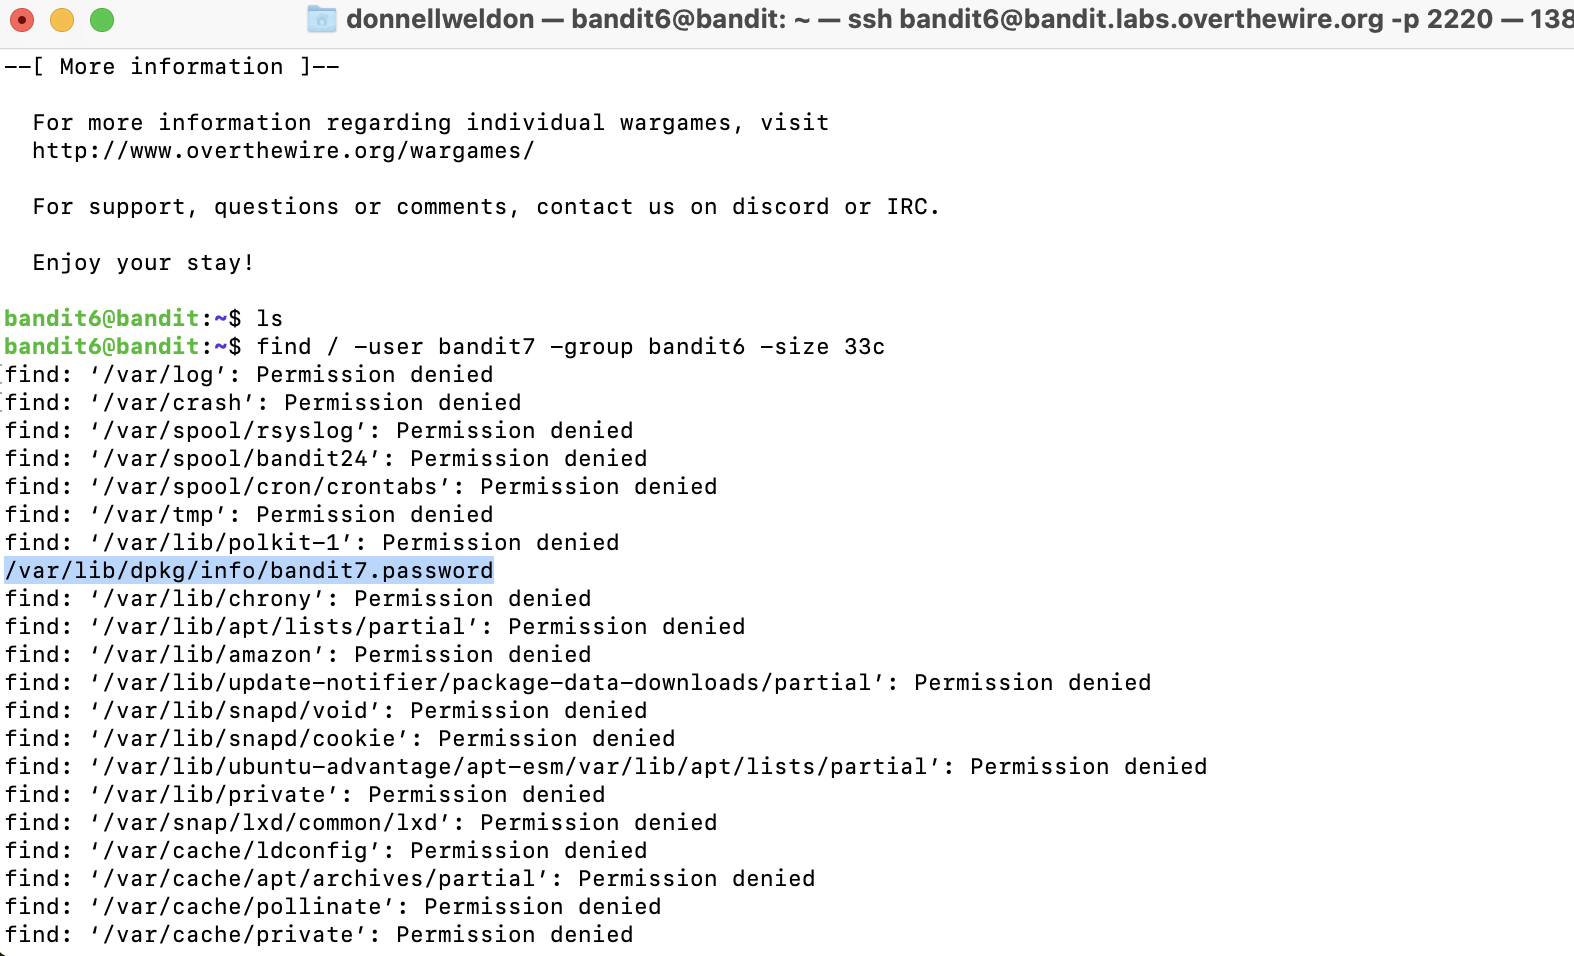 donnellweldon — bandit6@bandit: ~ — ssh bandit6@bandit.labs.overthewire.org -p 2220 — 138
--[ More information ]--
For more information regarding individual wargames, visit
http://www.overthewire.org/wargames/
For support, questions or comments, contact us on discord or IRC.
Enjoy your stay!
bandit6@bandit:~$ ls
bandit6@bandit:~$ find / -user bandit7 -group bandit6 -size 33c
find: ‘/var/log’: Permission denied
find: ‘/var/crash’: Permission denied
find: ‘/var/spool/rsyslog’: Permission denied
find: ‘/var/spool/bandit24’: Permission denied
find: ‘/var/spool/cron/crontabs’: Permission denied
find: ‘/var/tmp’: Permission denied
find: ‘/var/lib/polkit-1’: Permission denied
/var/lib/dpkg/info/bandit7.password
find: ‘/var/lib/chrony’: Permission denied
find: ‘/var/lib/apt/lists/partial’: Permission denied
find: ‘/var/lib/amazon’: Permission denied
find: ‘/var/lib/update-notifier/package-data-downloads/partial’: Permission denied
find: ‘/var/lib/snapd/void’: Permission denied
find: ‘/var/lib/snapd/cookie’: Permission denied
find: ‘/var/lib/ubuntu-advantage/apt-esm/var/lib/apt/lists/partial’: Permission denied
find: ‘/var/lib/private’: Permission denied
find: ‘/var/snap/lxd/common/lxd’: Permission denied
find: ‘/var/cache/ldconfig’: Permission denied
find: ‘/var/cache/apt/archives/partial’: Permission denied
find: ‘/var/cache/pollinate’: Permission denied
find: ‘/var/cache/private’: Permission denied